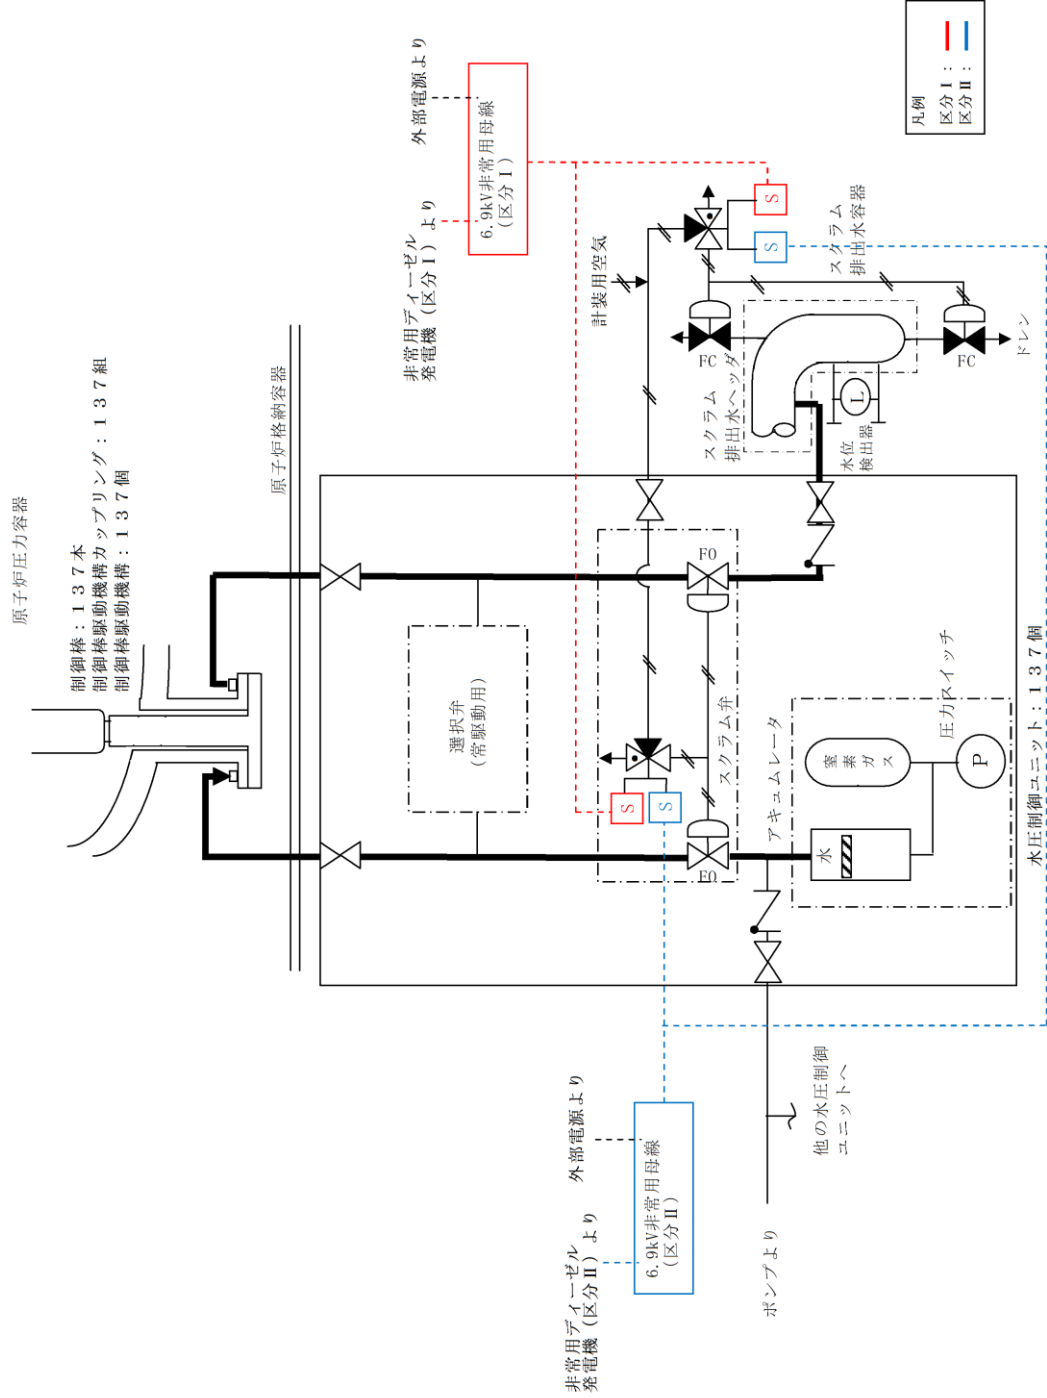 原子炉圧力容器
制御棒：１３７本
制御棒駆動機構カップリング：１３７組
制御棒駆動機構：１３７個
原子炉格納容器
非常用ディーゼル
発電機（区分Ⅰ）より
外部電源より
6.9kV非常用母線
（区分Ⅰ）
計装用空気
選択弁
(常駆動用)
スクラム弁
FO
FO
S
S
S
S
スクラム
排出水容器
スクラム
排出水ヘッダ
FC
FC
ドレン
L
水位
検出器
アキュムレータ
水
窒素ガス
P
圧力スイッチ
水圧制御ユニット：１３７個
外部電源より
非常用ディーゼル
発電機（区分Ⅱ）より
6.9kV非常用母線
（区分Ⅱ）
他の水圧制御
ユニットへ
ポンプより
凡例
区分Ⅰ：
区分Ⅱ：